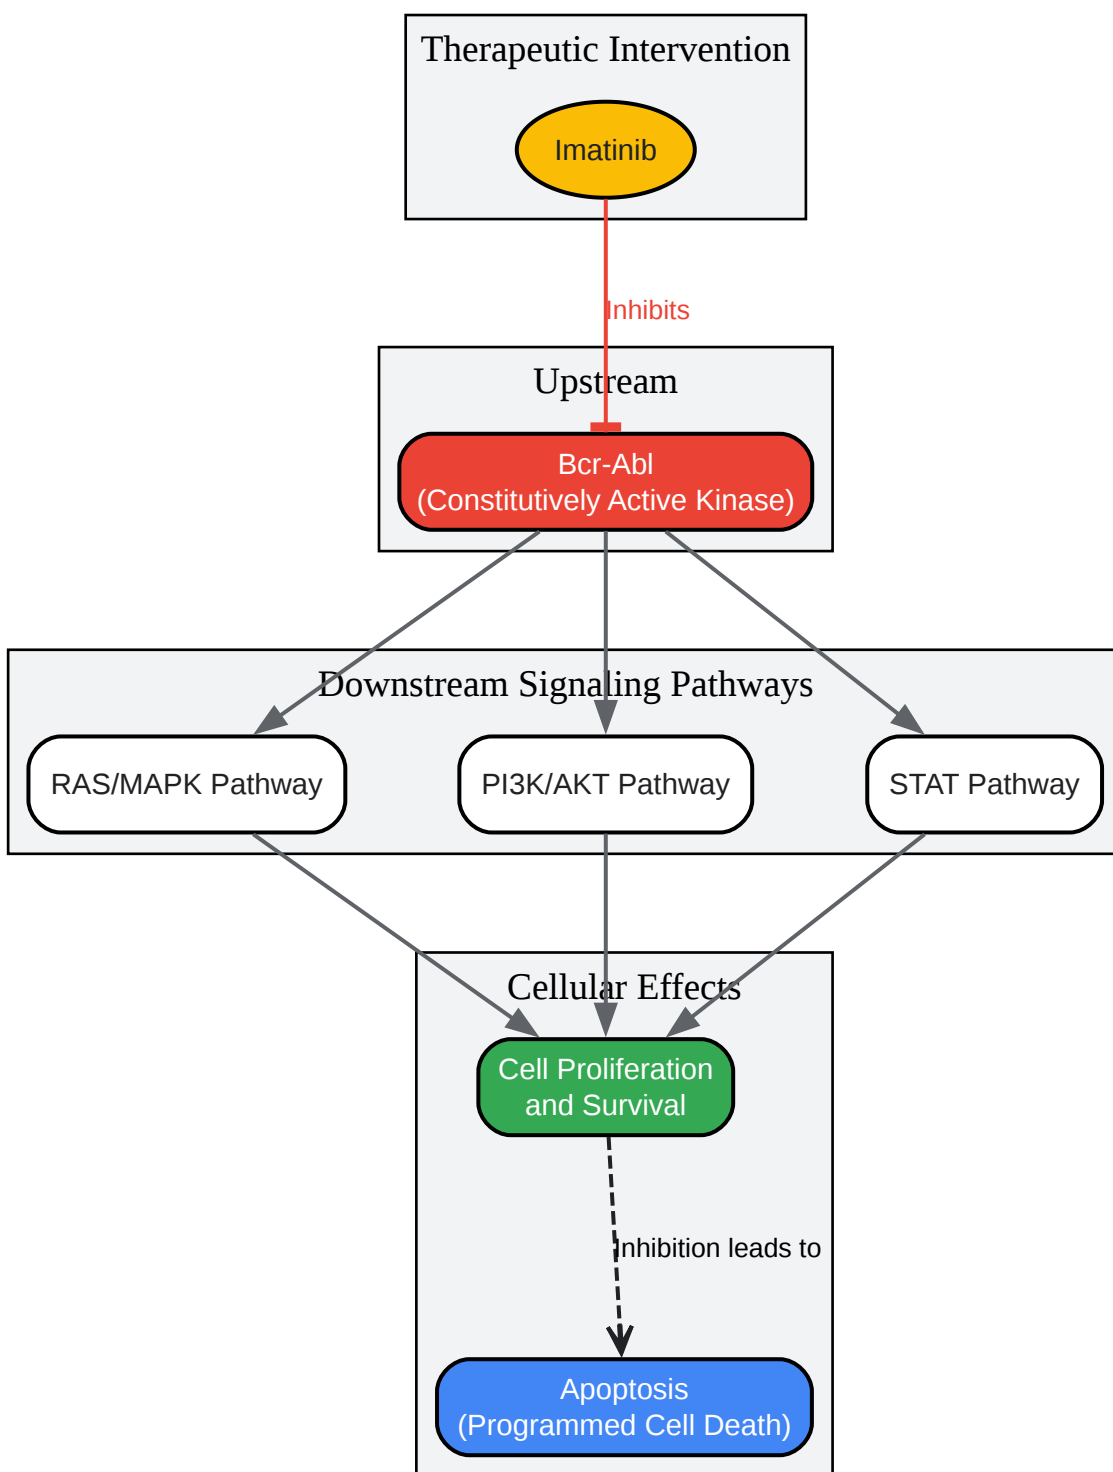 Therapeutic Intervention
Imatinib
Inhibits
Upstream
Bcr-Abl
(Constitutively Active Kinase)
Downstream Signaling Pathways
RAS/MAPK Pathway
PI3K/AKT Pathway
STAT Pathway
Cellular Effects
Cell Proliferation
and Survival
Inhibition leads to
Apoptosis
(Programmed Cell Death)